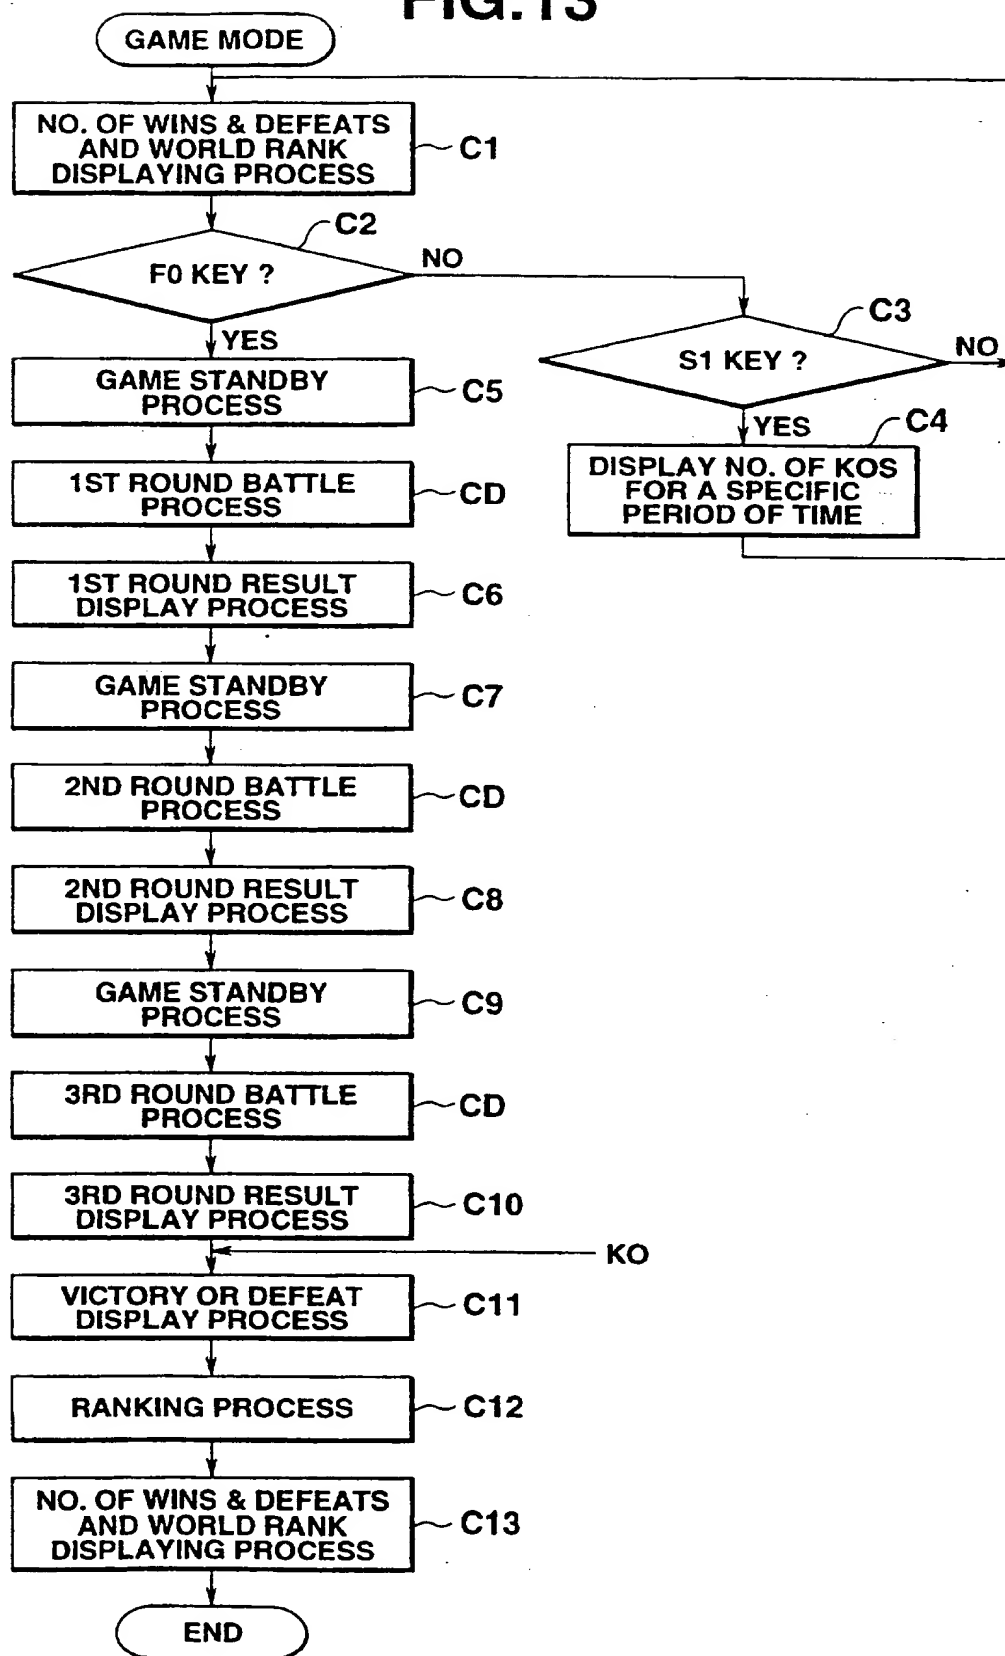 FIG.13
GAME MODE
NO. OF WINS & DEFEATS
AND WORLD RANK
DISPLAYING PROCESS
C1
C2
F0 KEY ?
NO
YES
C3
S1 KEY ?
NO
YES
C4
DISPLAY NO. OF KOS
FOR A SPECIFIC
PERIOD OF TIME
GAME STANDBY
PROCESS
C5
1ST ROUND BATTLE
PROCESS
CD
1ST ROUND RESULT
DISPLAY PROCESS
C6
GAME STANDBY
PROCESS
C7
2ND ROUND BATTLE
PROCESS
CD
2ND ROUND RESULT
DISPLAY PROCESS
C8
GAME STANDBY
PROCESS
C9
3RD ROUND BATTLE
PROCESS
CD
3RD ROUND RESULT
DISPLAY PROCESS
C10
KO
VICTORY OR DEFEAT
DISPLAY PROCESS
C11
RANKING PROCESS
C12
NO. OF WINS & DEFEATS
AND WORLD RANK
DISPLAYING PROCESS
C13
END